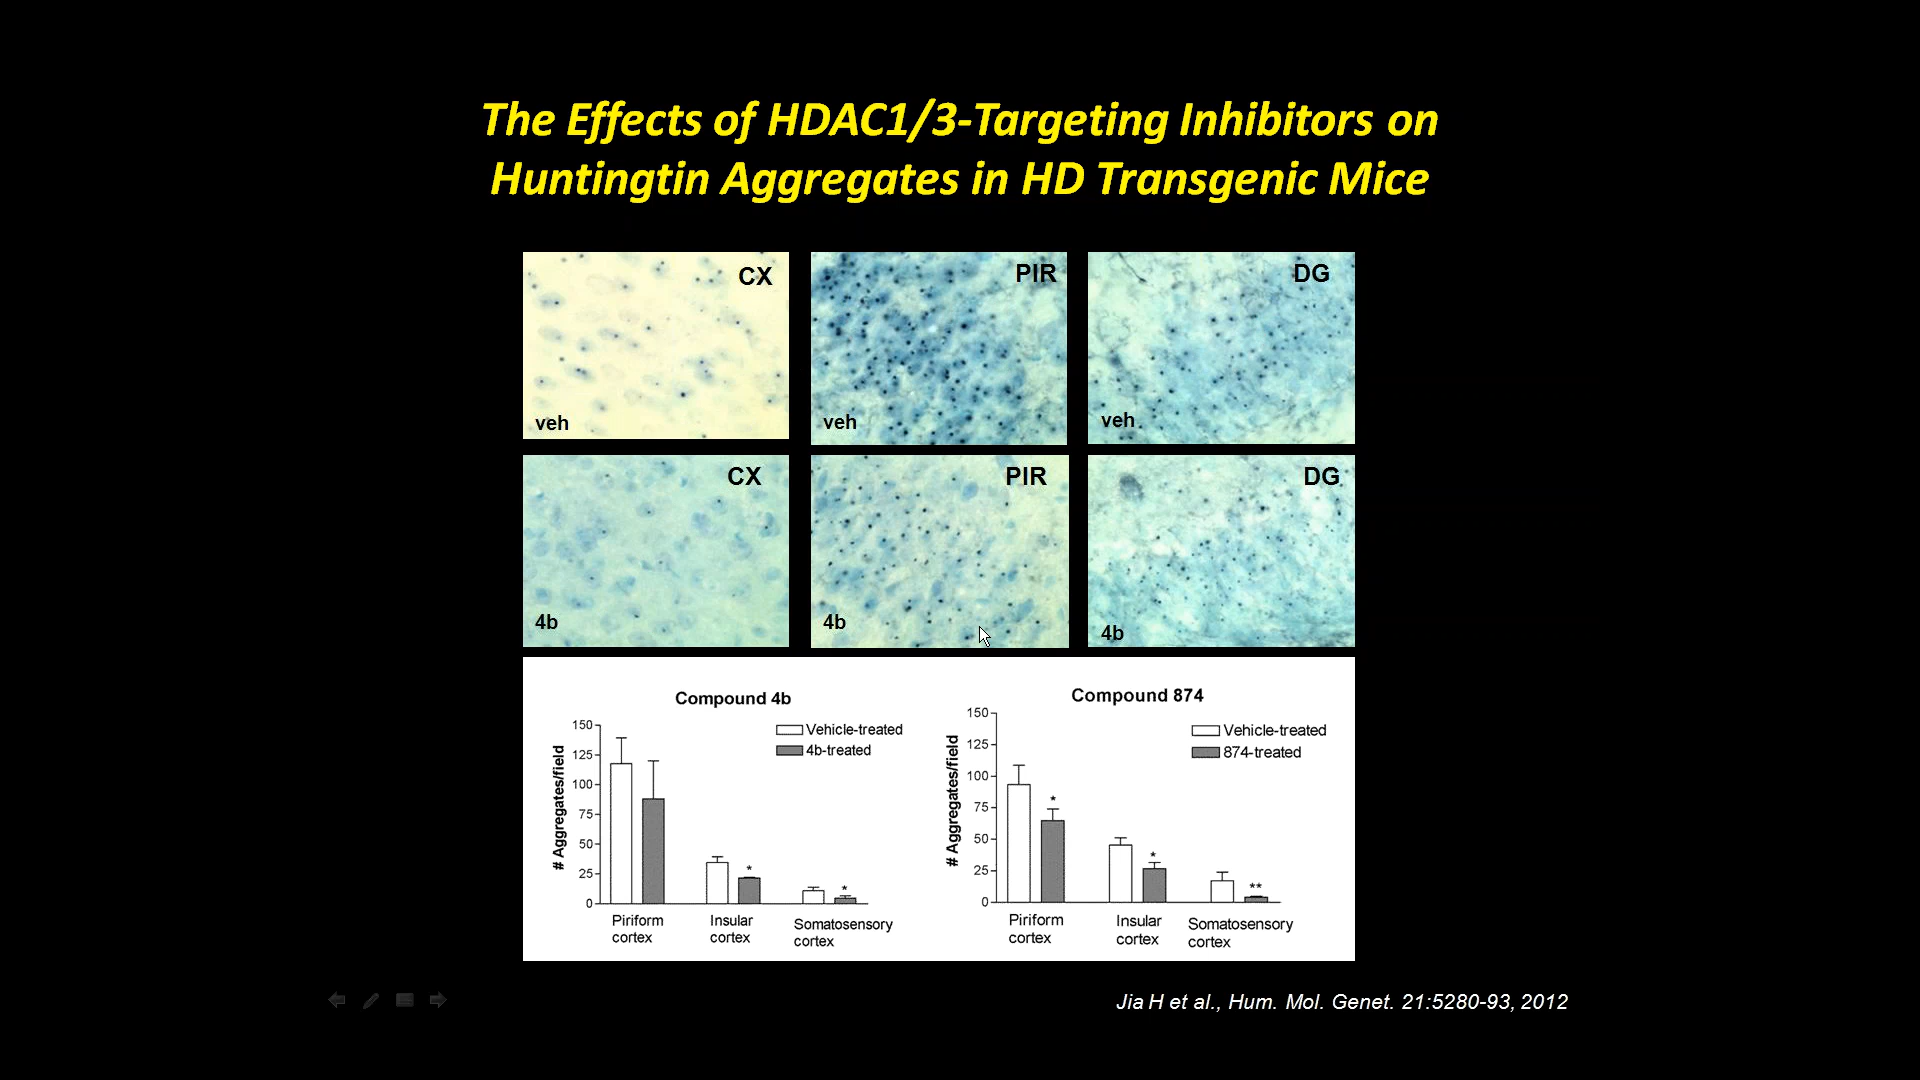 The Effects of HDAC1/3-Targeting Inhibitors on
Huntingtin Aggregates in HD Transgenic Mice
CX
veh
PIR
veh
DG
veh
CX
4b
PIR
4b
DG
4b
Compound 4b
# Aggregates/field
150
125
100
75
50
25
0
Vehicle-treated
4b-treated
*
*
Piriform
cortex
Insular
cortex
Somatosensory
cortex
Compound 874
# Aggregates/field
150
125
100
75
50
25
0
Vehicle-treated
874-treated
*
*
**
Piriform
cortex
Insular
cortex
Somatosensory
cortex
Jia H et al., Hum. Mol. Genet. 21:5280-93, 2012